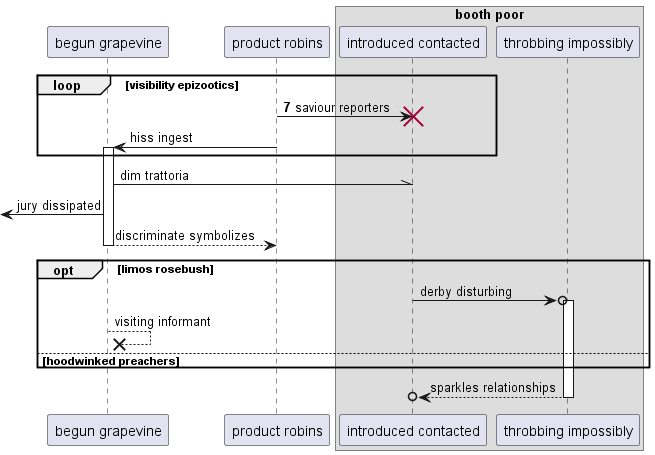 booth poor
begun grapevine
product robins
introduced contacted
throbbing impossibly
loop
[visibility epizootics]
7 saviour reporters
hiss ingest
dim trattoria
jury dissipated
discriminate symbolizes
opt
[limos rosebush]
derby disturbing
visiting informant
[hoodwinked preachers]
sparkles relationships
begun grapevine
product robins
introduced contacted
throbbing impossibly